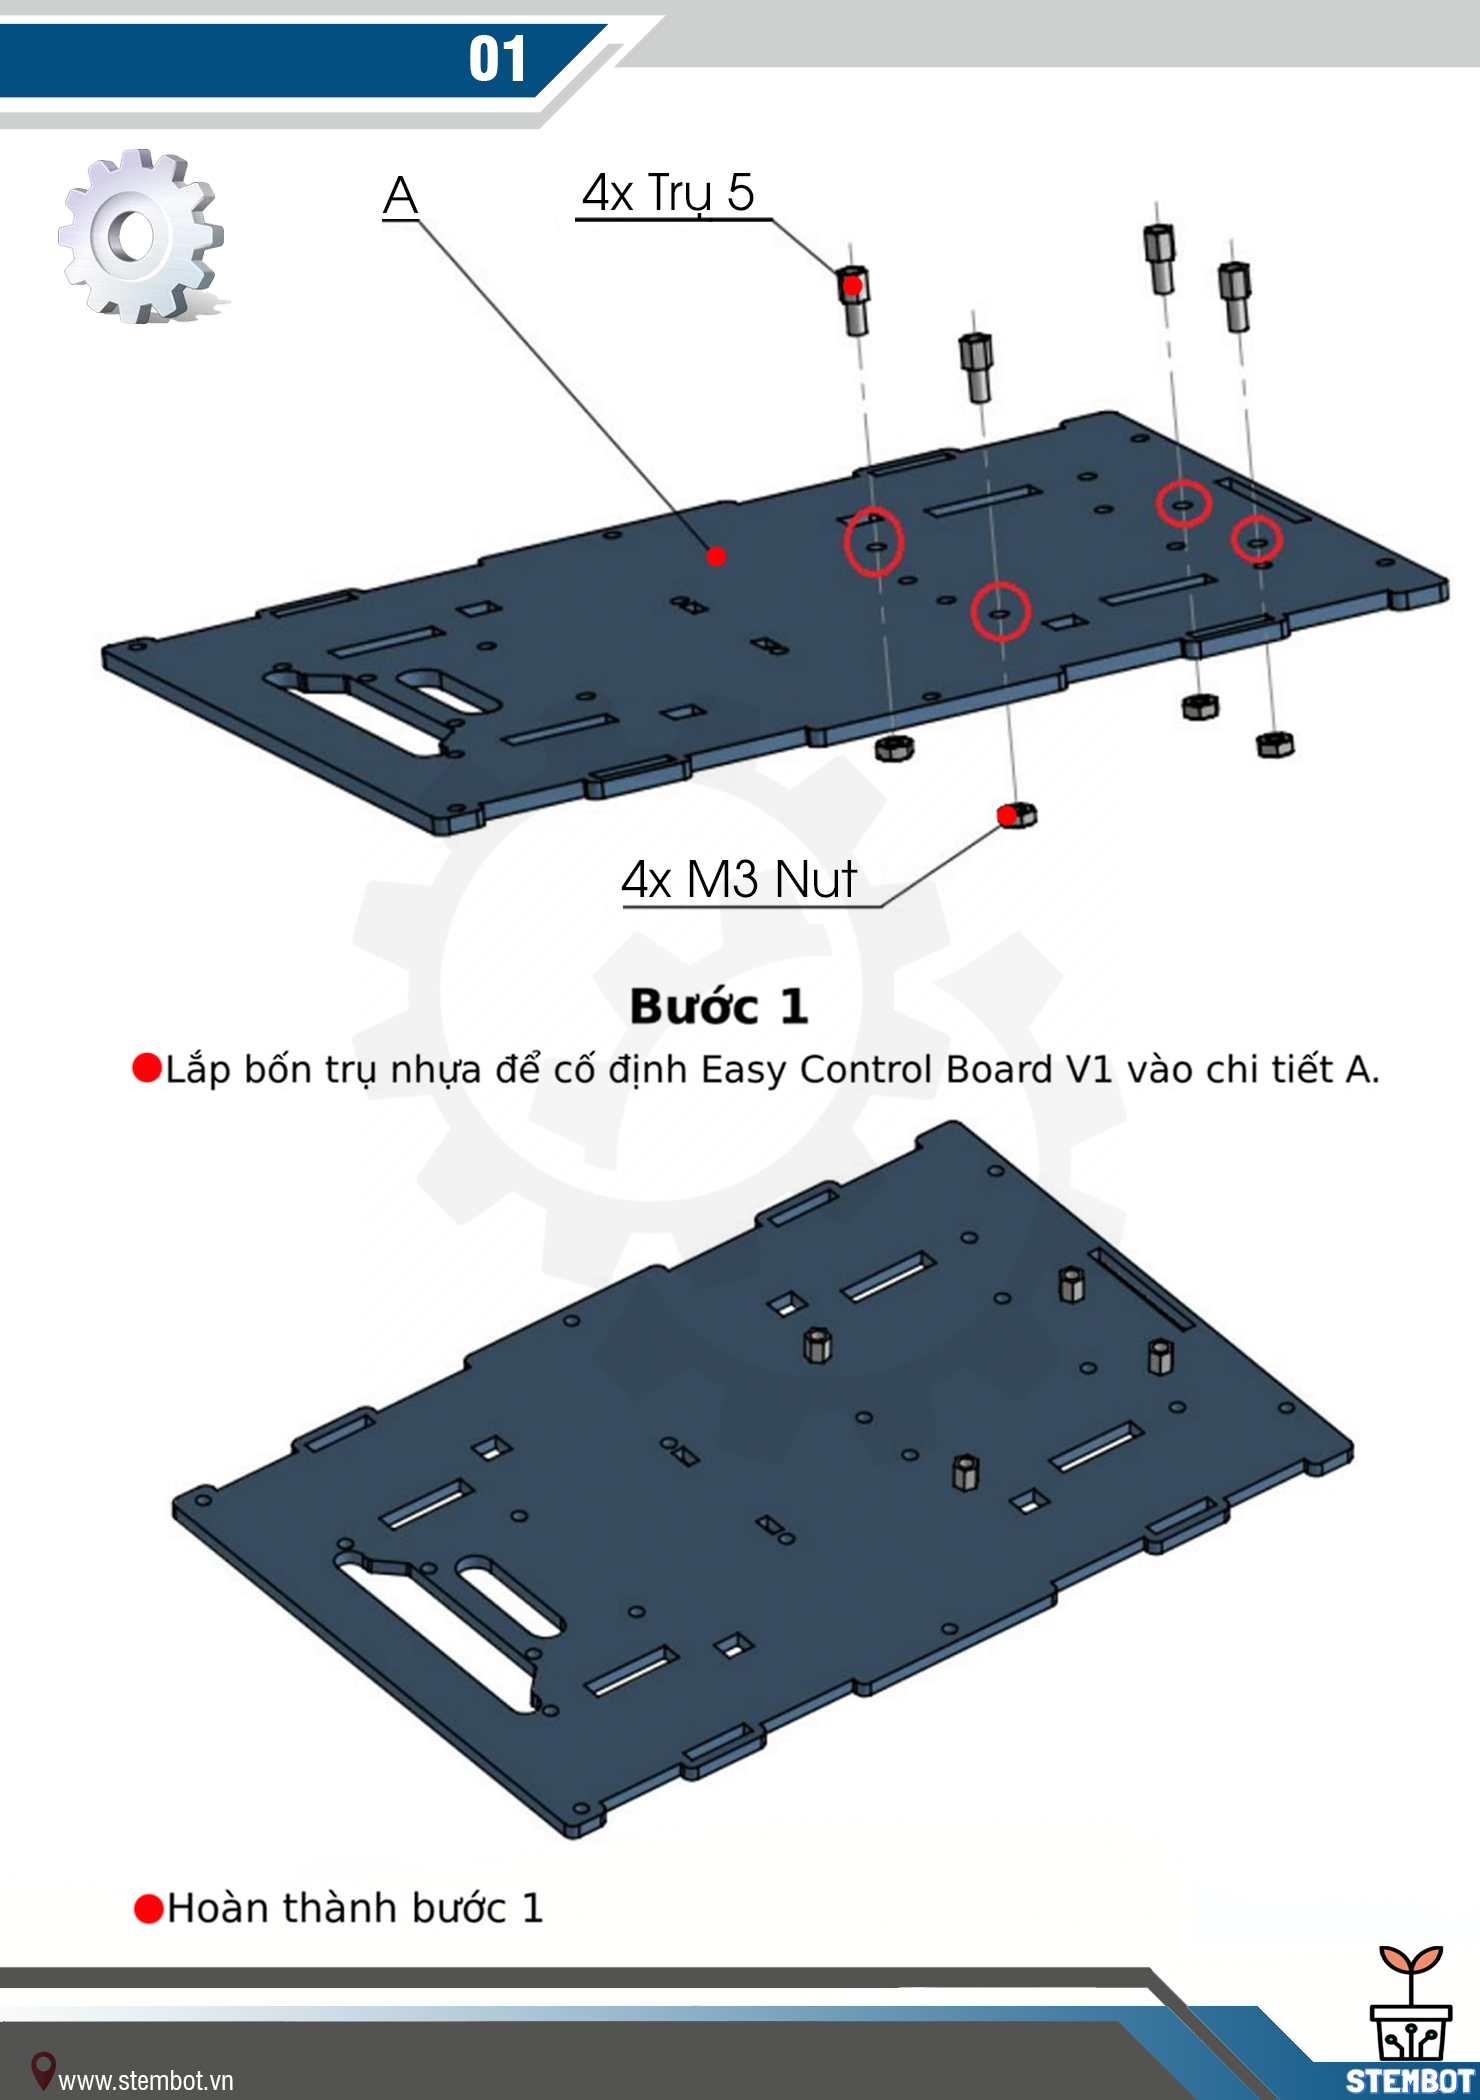 01
A
4x Trụ 5
4x M3 Nut
Bước 1
Lắp bốn trụ nhựa để cố định Easy Control Board V1 vào chi tiết A.
Hoàn thành bước 1
www.stembot.vn
STEMBOT